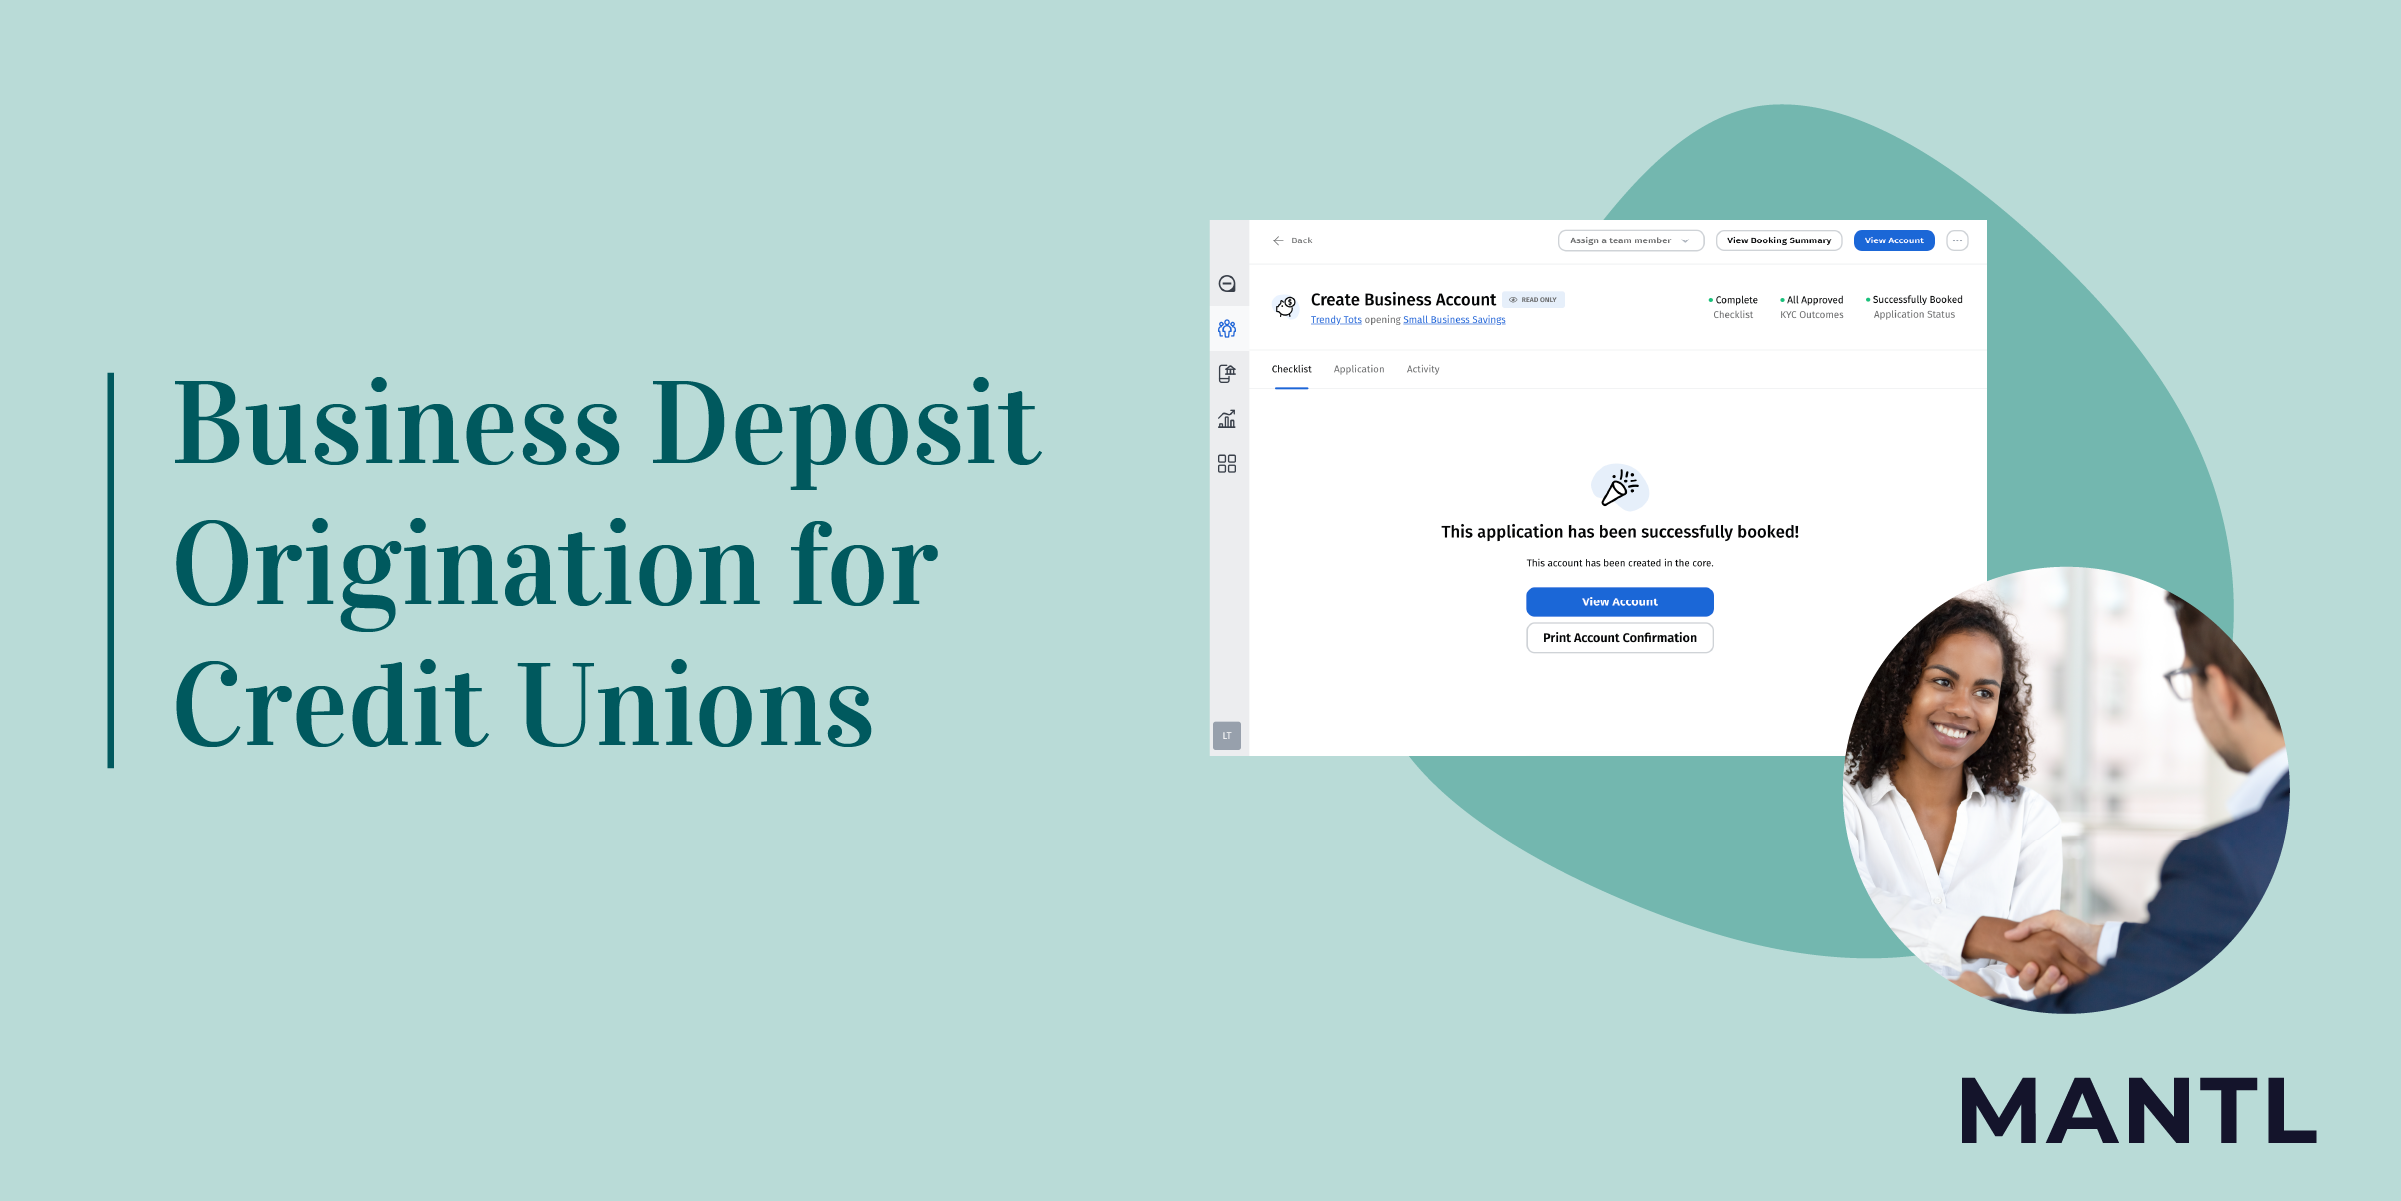 Business Deposit
Origination for
Credit Unions
Back
Assign a team member
View Booking Summary
View Account
Create Business Account
READ ONLY
Trendy Tots opening Small Business Savings
Complete
Checklist
All Approved
KYC Outcomes
Successfully Booked
Application Status
Checklist
Application
Activity
This application has been successfully booked!
This account has been created in the core.
View Account
Print Account Confirmation
LT
MANTL